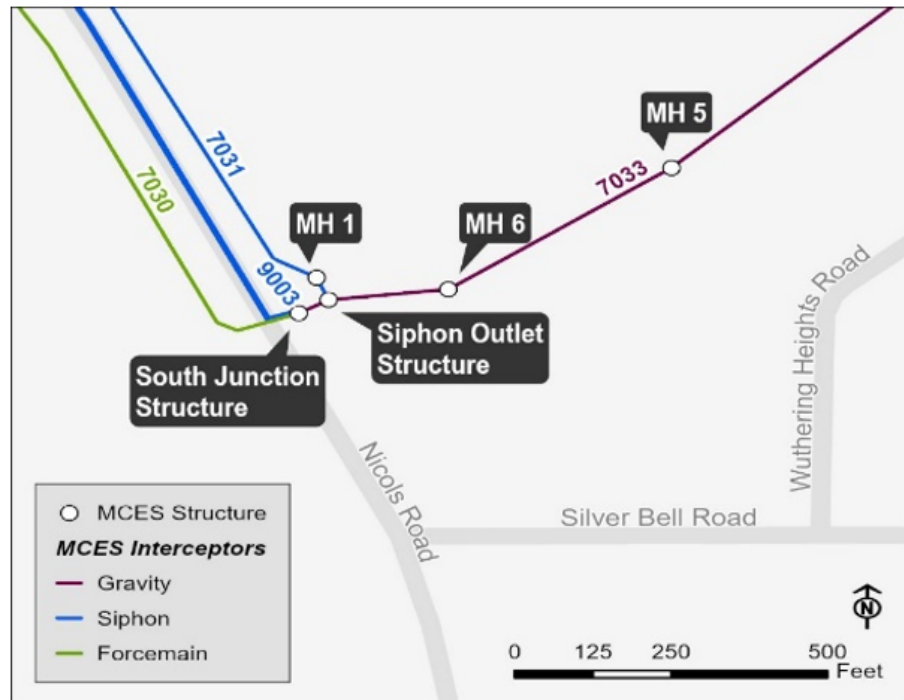 MH 5
7031
7033
7030
MH 1
MH 6
9003
Siphon Outlet
Structure
South Junction
Structure
Wuthering Heights Road
Nicols Road
Silver Bell Road
MCES Structure
MCES Interceptors
Gravity
Siphon
Forcemain
N
0 125 250 500
Feet